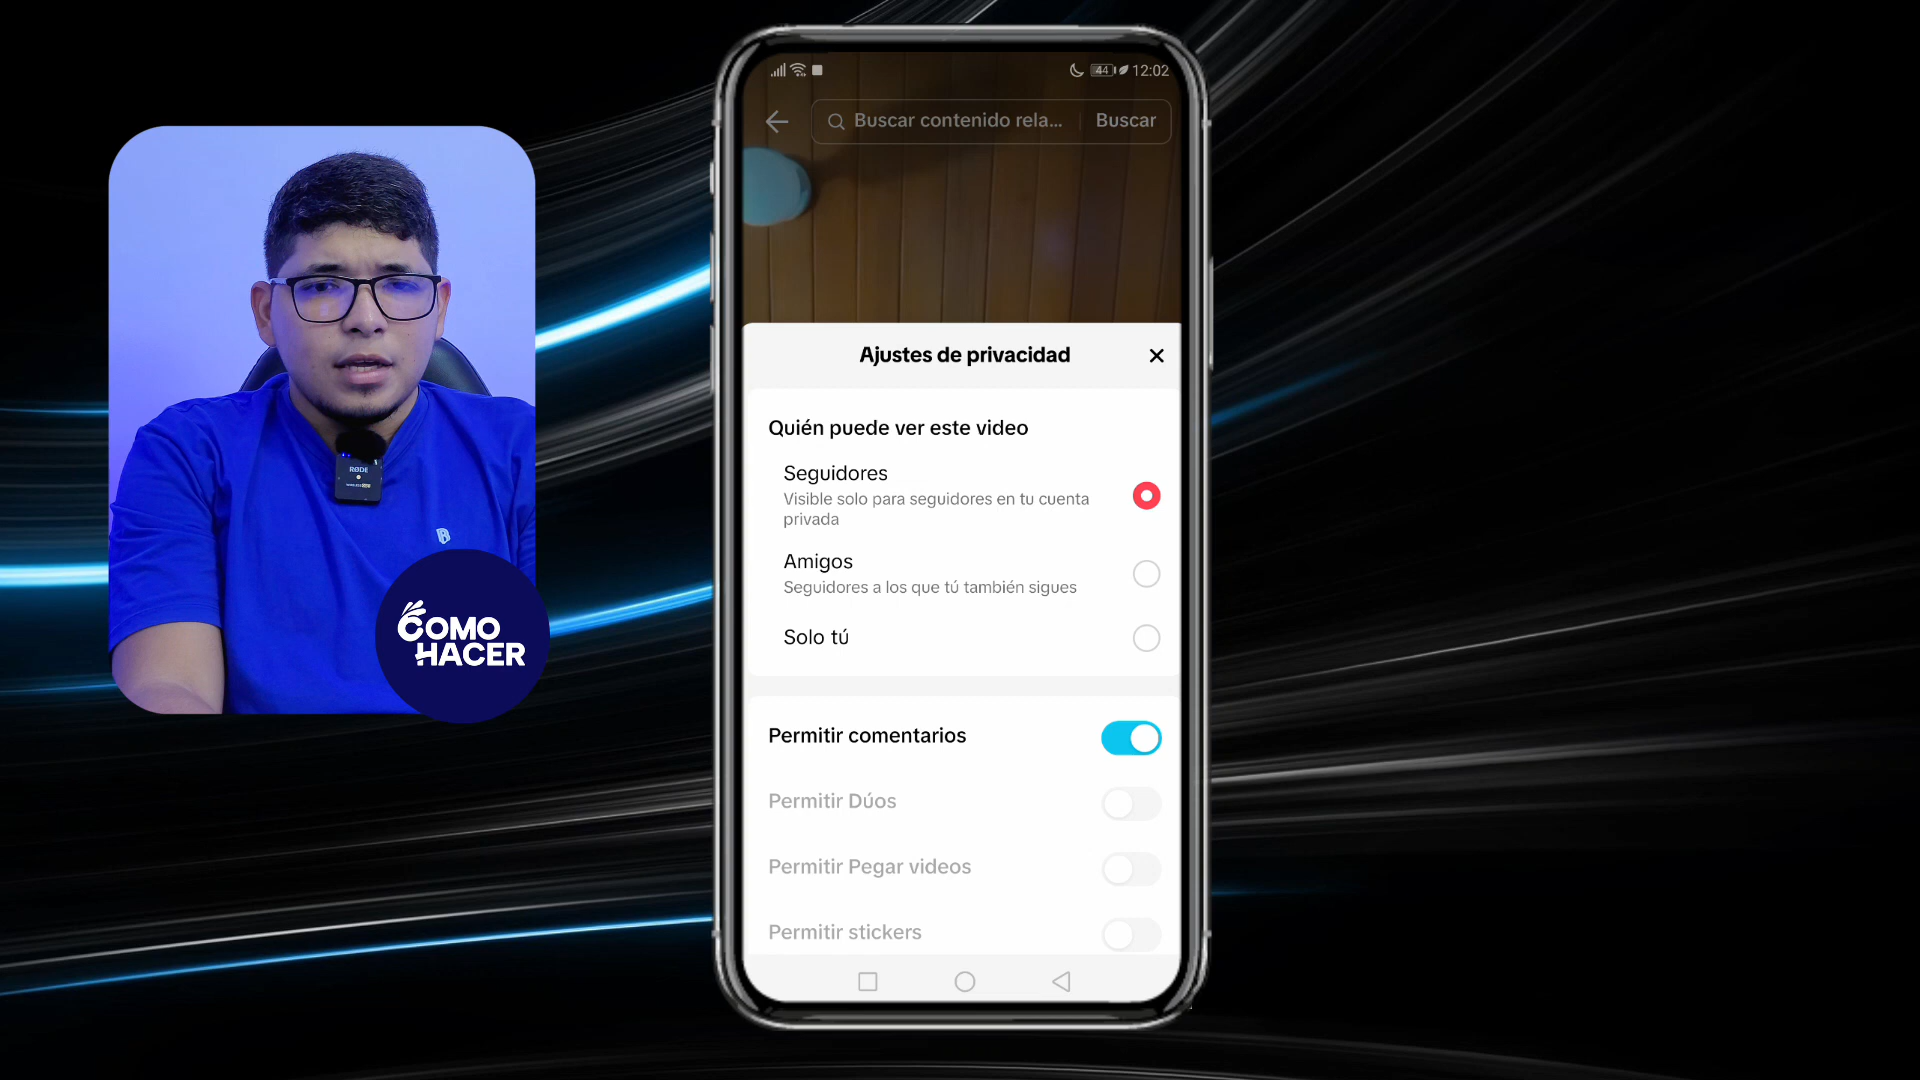 44 12:02
Buscar contenido rela... Buscar
Ajustes de privacidad
Quién puede ver este video
Seguidores
Visible solo para seguidores en tu cuenta
privada
Amigos
Seguidores a los que tú también sigues
Solo tú
Permitir comentarios
Permitir Dúos
Permitir Pegar videos
Permitir stickers
RØDE
COMO
HACER